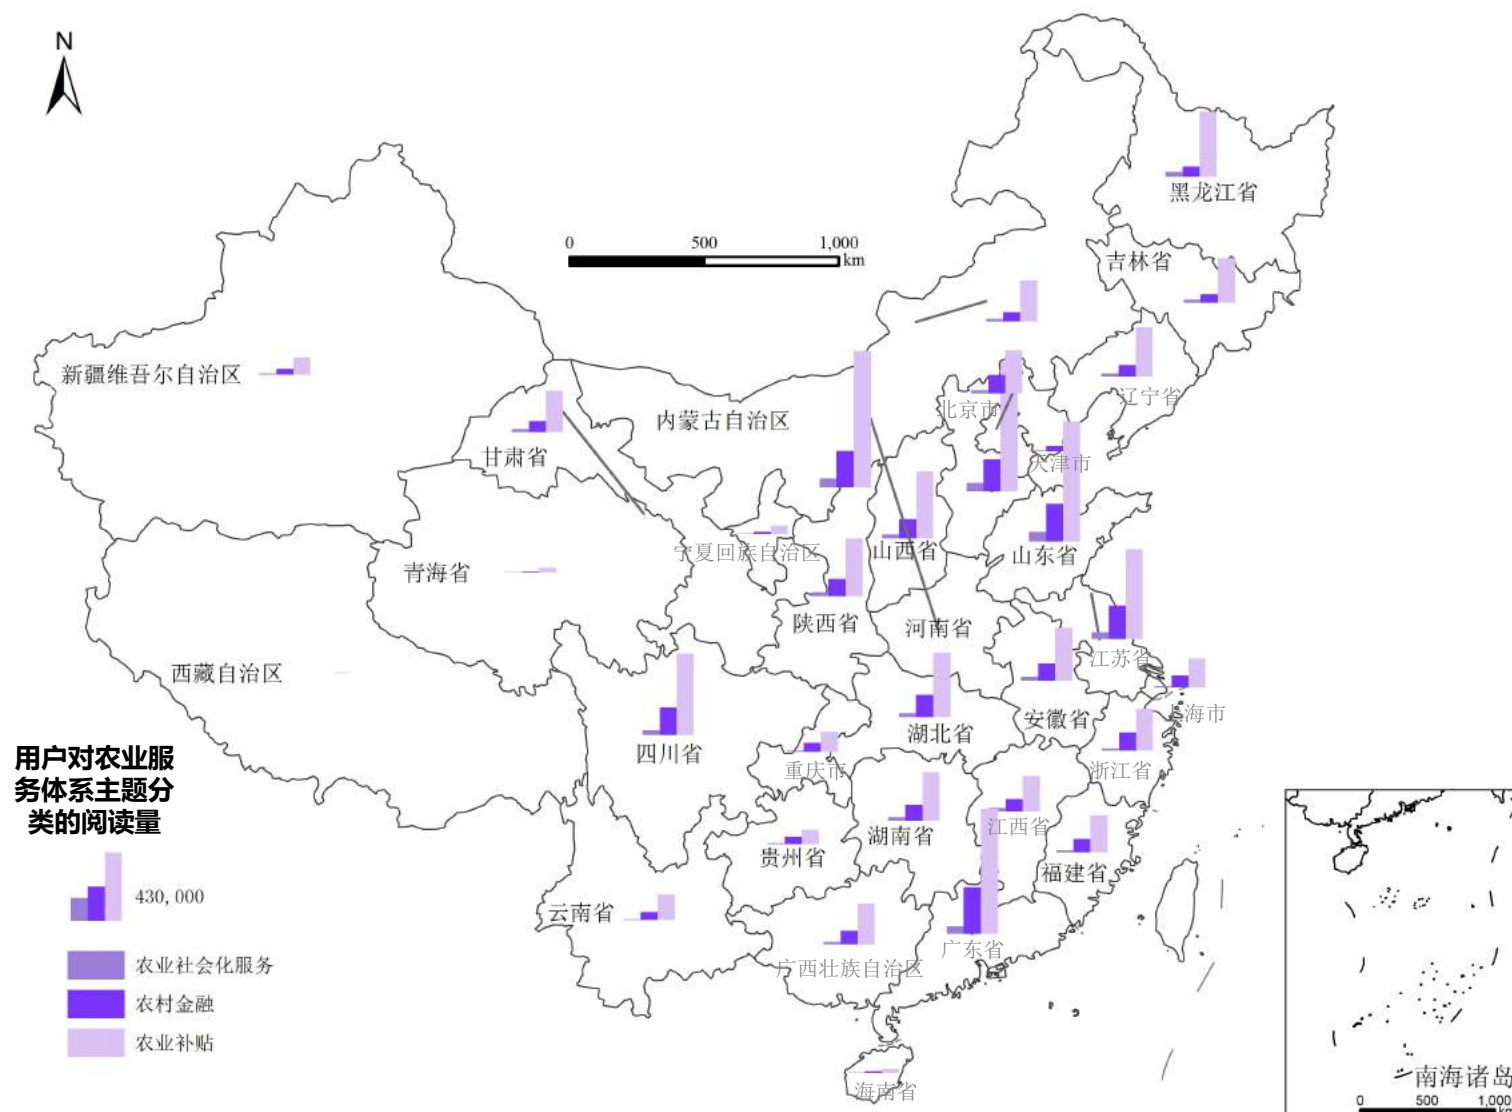 N
黑龙江省
0 500 1,000
km
吉林省
新疆维吾尔自治区
辽宁省
内蒙古自治区
北京市
甘肃省
天津市
宁夏回族自治区
山西省
山东省
青海省
陕西省
河南省
江苏省
西藏自治区
安徽省
上海市
湖北省
四川省
浙江省
重庆市
用户对农业服
务体系主题分
类的阅读量
湖南省
江西省
贵州省
福建省
430,000
云南省
广东省
广西壮族自治区
农业社会化服务
农村金融
农业补贴
海南省
南海诸岛
0 500 1,000